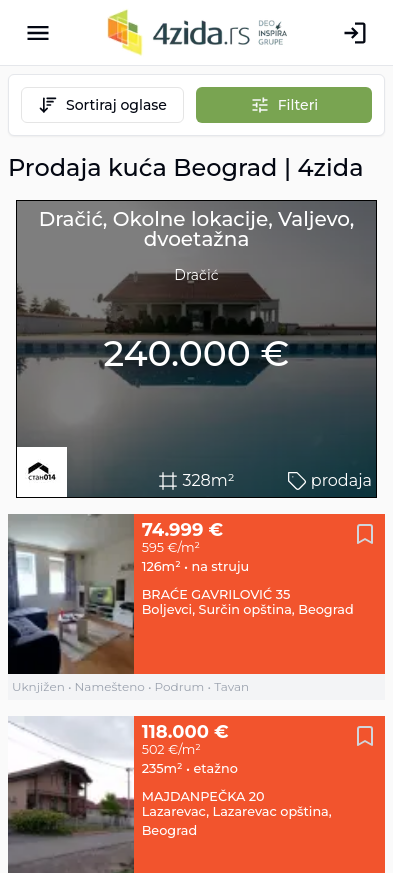 4zida.rs DEO INSPIRA GRUPE
Sortiraj oglase
Filteri
Prodaja kuća Beograd | 4zida
Dračić, Okolne lokacije, Valjevo,
dvoetažna
Dračić
240.000 €
стан014
328m²
prodaja
74.999 €
595 €/m²
126m² • na struju
BRAĆE GAVRILOVIĆ 35
Boljevci, Surčin opština, Beograd
Uknjižen • Namešteno • Podrum • Tavan
118.000 €
502 €/m²
235m² • etažno
MAJDANPEČKA 20
Lazarevac, Lazarevac opština,
Beograd